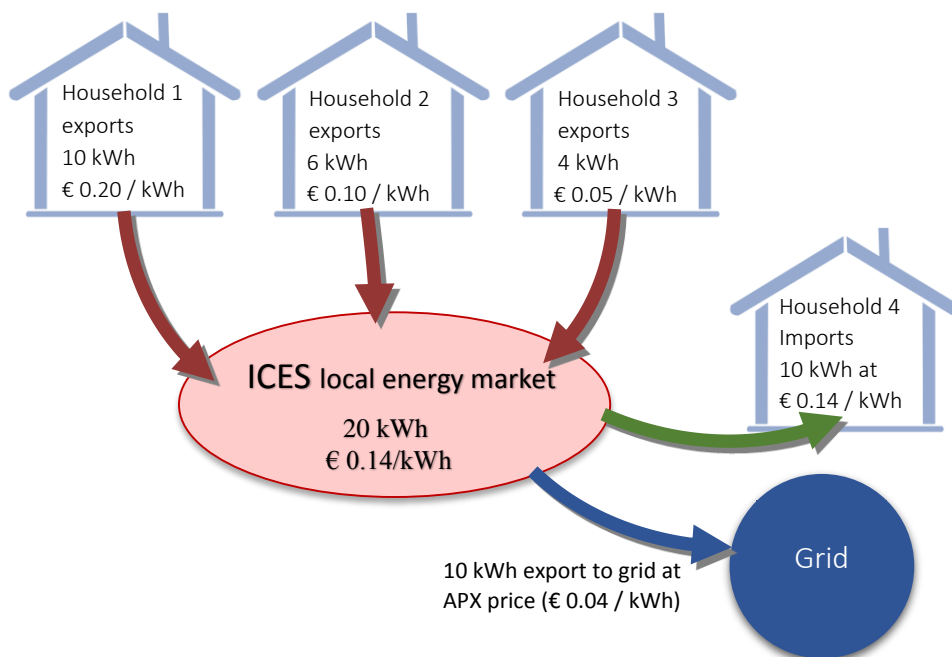 Household 1
exports
10 kWh
€ 0.20 / kWh
Household 2
exports
6 kWh
€ 0.10 / kWh
Household 3
exports
4 kWh
€ 0.05 / kWh
Household 4
Imports
10 kWh at
€ 0.14 / kWh
ICES local energy market
20 kWh
€ 0.14/kWh
Grid
10 kWh export to grid at
APX price (€ 0.04 / kWh)